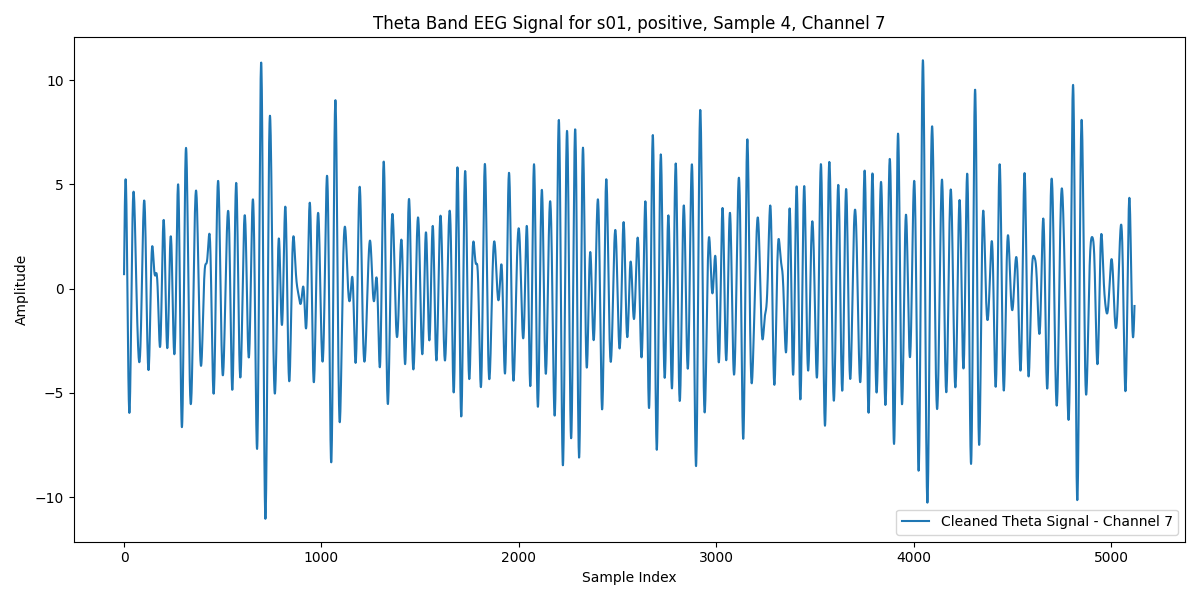 Theta Band EEG Signal for s01, positive, Sample 4, Channel 7
Amplitude
10
5
0
−5
−10
Cleaned Theta Signal - Channel 7
0 1000 2000 3000 4000 5000
Sample Index